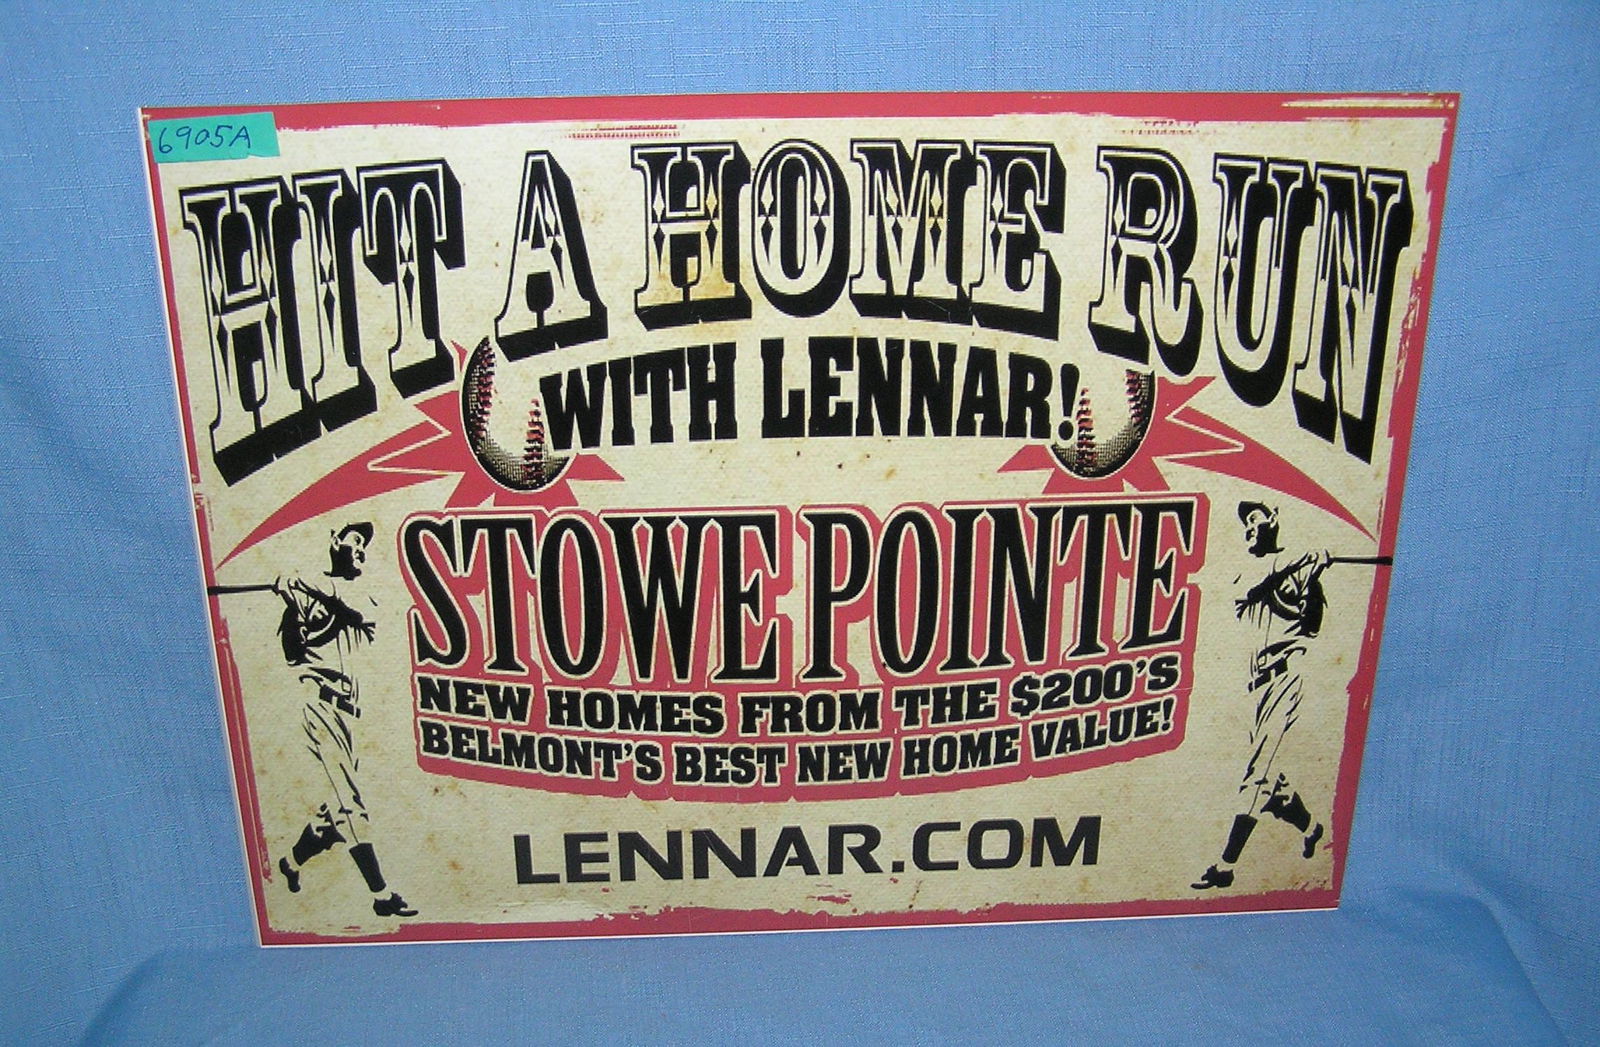 6905A
HIT A HOME RUN
WITH LENNAR!
STOWE POINTE
NEW HOMES FROM THE $200'S
BELMONT'S BEST NEW HOME VALUE!
LENNAR.COM